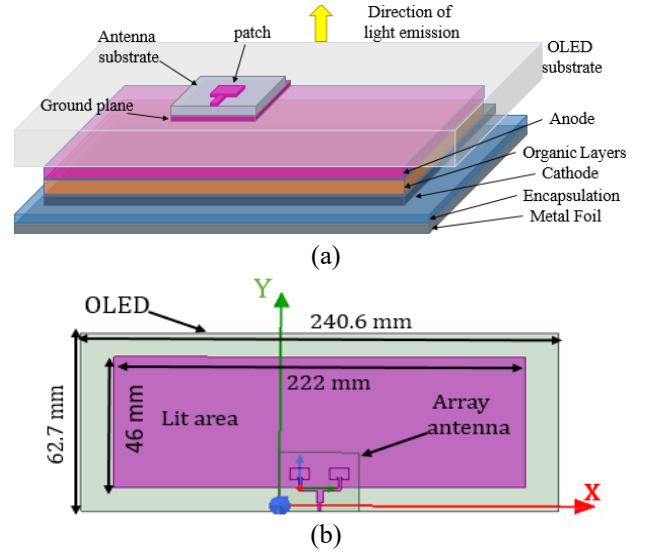 Direction of
light emission
Antenna
substrate
patch
OLED
substrate
Ground plane
Anode
Organic Layers
Cathode
Encapsulation
Metal Foil
(a)
OLED
Y
240.6 mm
222 mm
62.7 mm
46 mm
Lit area
Array
antenna
X
(b)